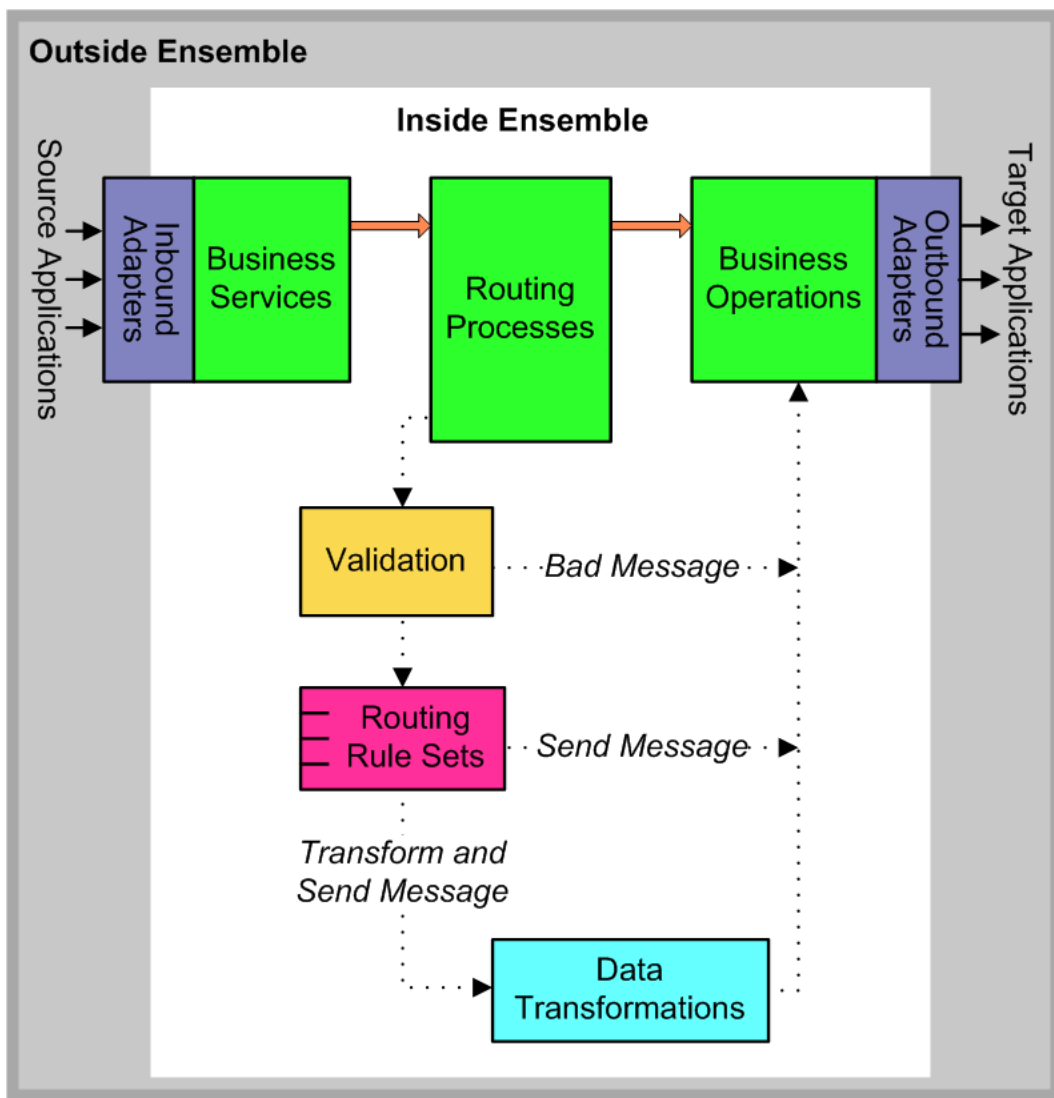 Outside Ensemble
Inside Ensemble
Source Applications
Inbound
Adapters
Business
Services
Routing
Processes
Business
Operations
Outbound
Adapters
Target Applications
Validation
Bad Message
Routing
Rule Sets
Send Message
Transform and
Send Message
Data
Transformations